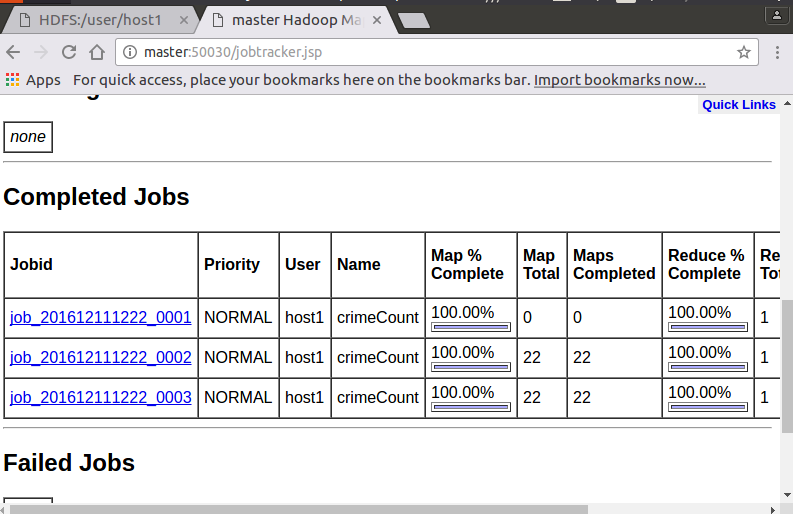 HDFS:/user/host1
master Hadoop Ma
master:50030/jobtracker.jsp
Apps For quick access, place your bookmarks here on the bookmarks bar. Import bookmarks now...
Quick Links
none
Completed Jobs
Jobid Priority User Name Map % Complete Map Total Maps Completed Reduce % Complete
job_201612111222_0001 NORMAL host1 crimeCount 100.00% 0 0 100.00% 1
job_201612111222_0002 NORMAL host1 crimeCount 100.00% 22 22 100.00% 1
job_201612111222_0003 NORMAL host1 crimeCount 100.00% 22 22 100.00% 1
Failed Jobs